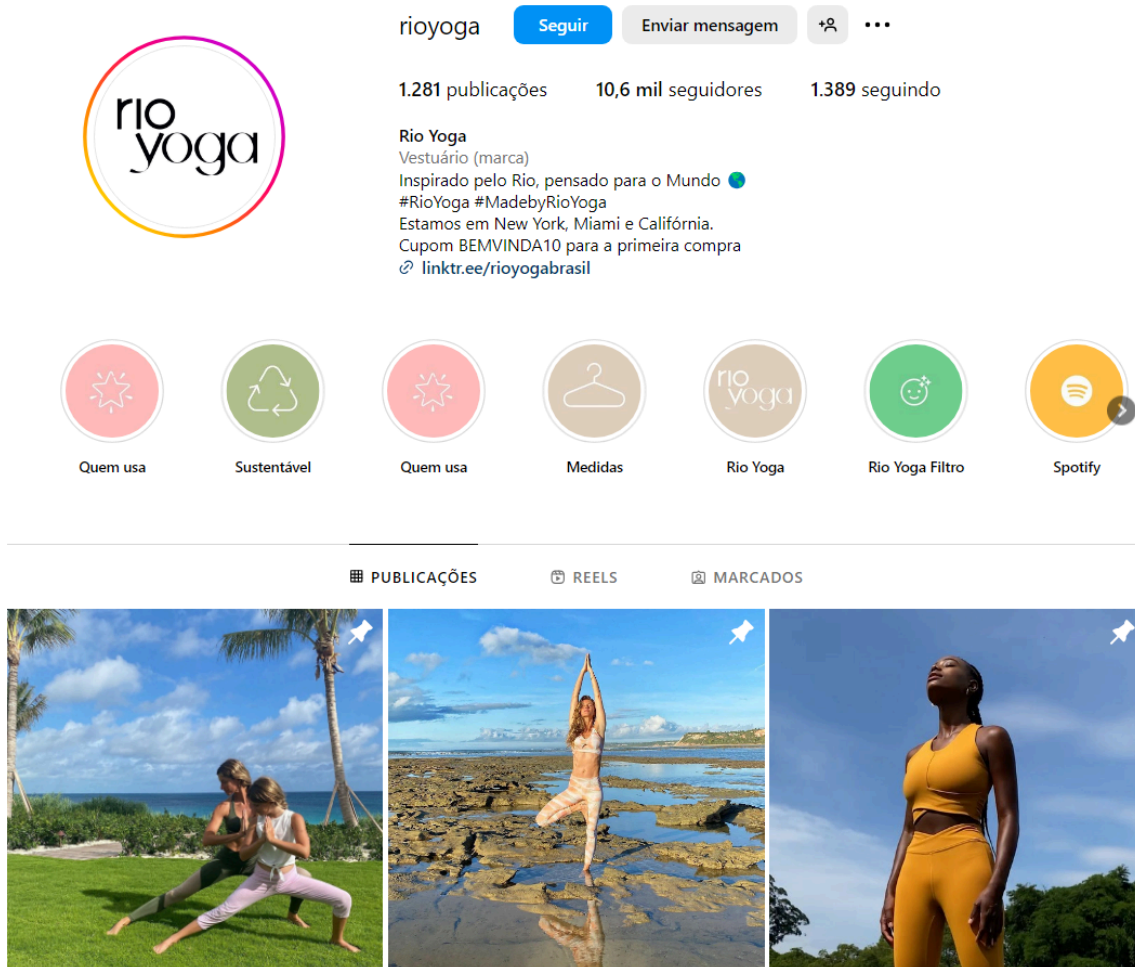 rioyoga
Seguir
Enviar mensagem
1.281 publicações
10,6 mil seguidores
1.389 seguindo
rio
yoga
Rio Yoga
Vestuário (marca)
Inspirado pelo Rio, pensado para o Mundo 🌎
#RioYoga #MadebyRioYoga
Estamos em New York, Miami e Califórnia.
Cupom BEMVINDA10 para a primeira compra
linktr.ee/rioyogabrasil
rio
yoga
Quem usa
Sustentável
Quem usa
Medidas
Rio Yoga
Rio Yoga Filtro
Spotify
PUBLICAÇÕES
REELS
MARCADOS